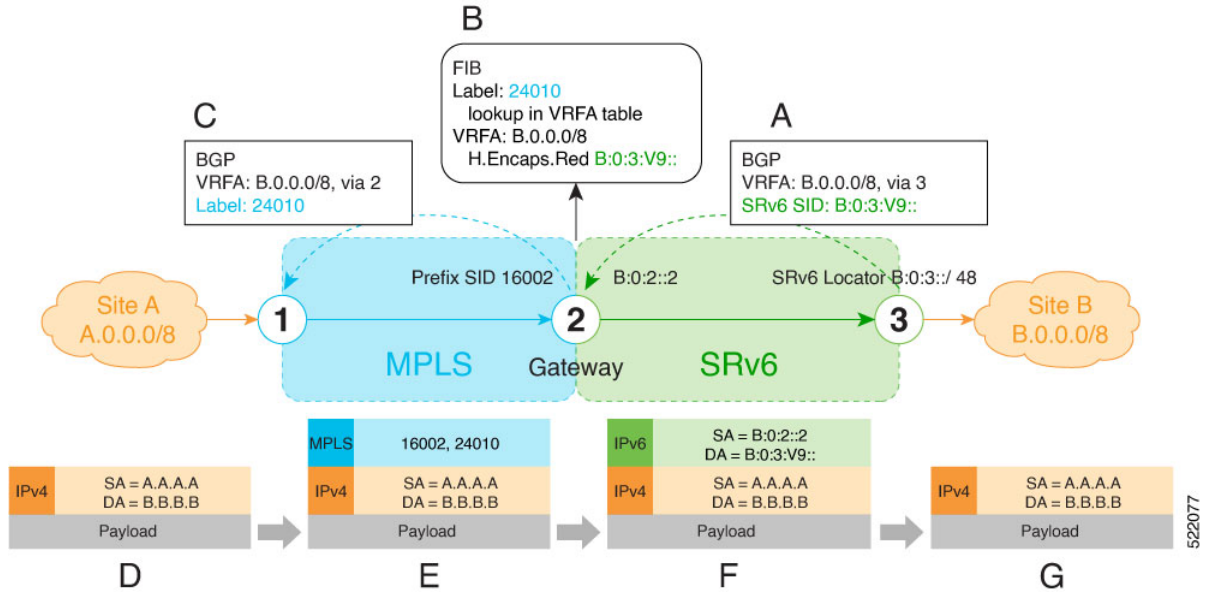 B
FIB
Label: 24010
lookup in VRFA table
VRFA: B.0.0.0/8
H.Encaps.Red B:0:3:V9::
C
BGP
VRFA: B.0.0.0/8, via 2
Label: 24010
A
BGP
VRFA: B.0.0.0/8, via 3
SRv6 SID: B:0:3:V9::
Prefix SID 16002
B:0:2::2
SRv6 Locator B:0:3::/ 48
Site A
A.0.0.0/8
1
2
3
Site B
B.0.0.0/8
MPLS
Gateway
SRv6
IPv4
SA = A.A.A.A
DA = B.B.B.B
Payload
D
MPLS
16002, 24010
IPv4
SA = A.A.A.A
DA = B.B.B.B
Payload
E
IPv6
SA = B:0:2::2
DA = B:0:3:V9::
IPv4
SA = A.A.A.A
DA = B.B.B.B
Payload
F
IPv4
SA = A.A.A.A
DA = B.B.B.B
Payload
G
522077